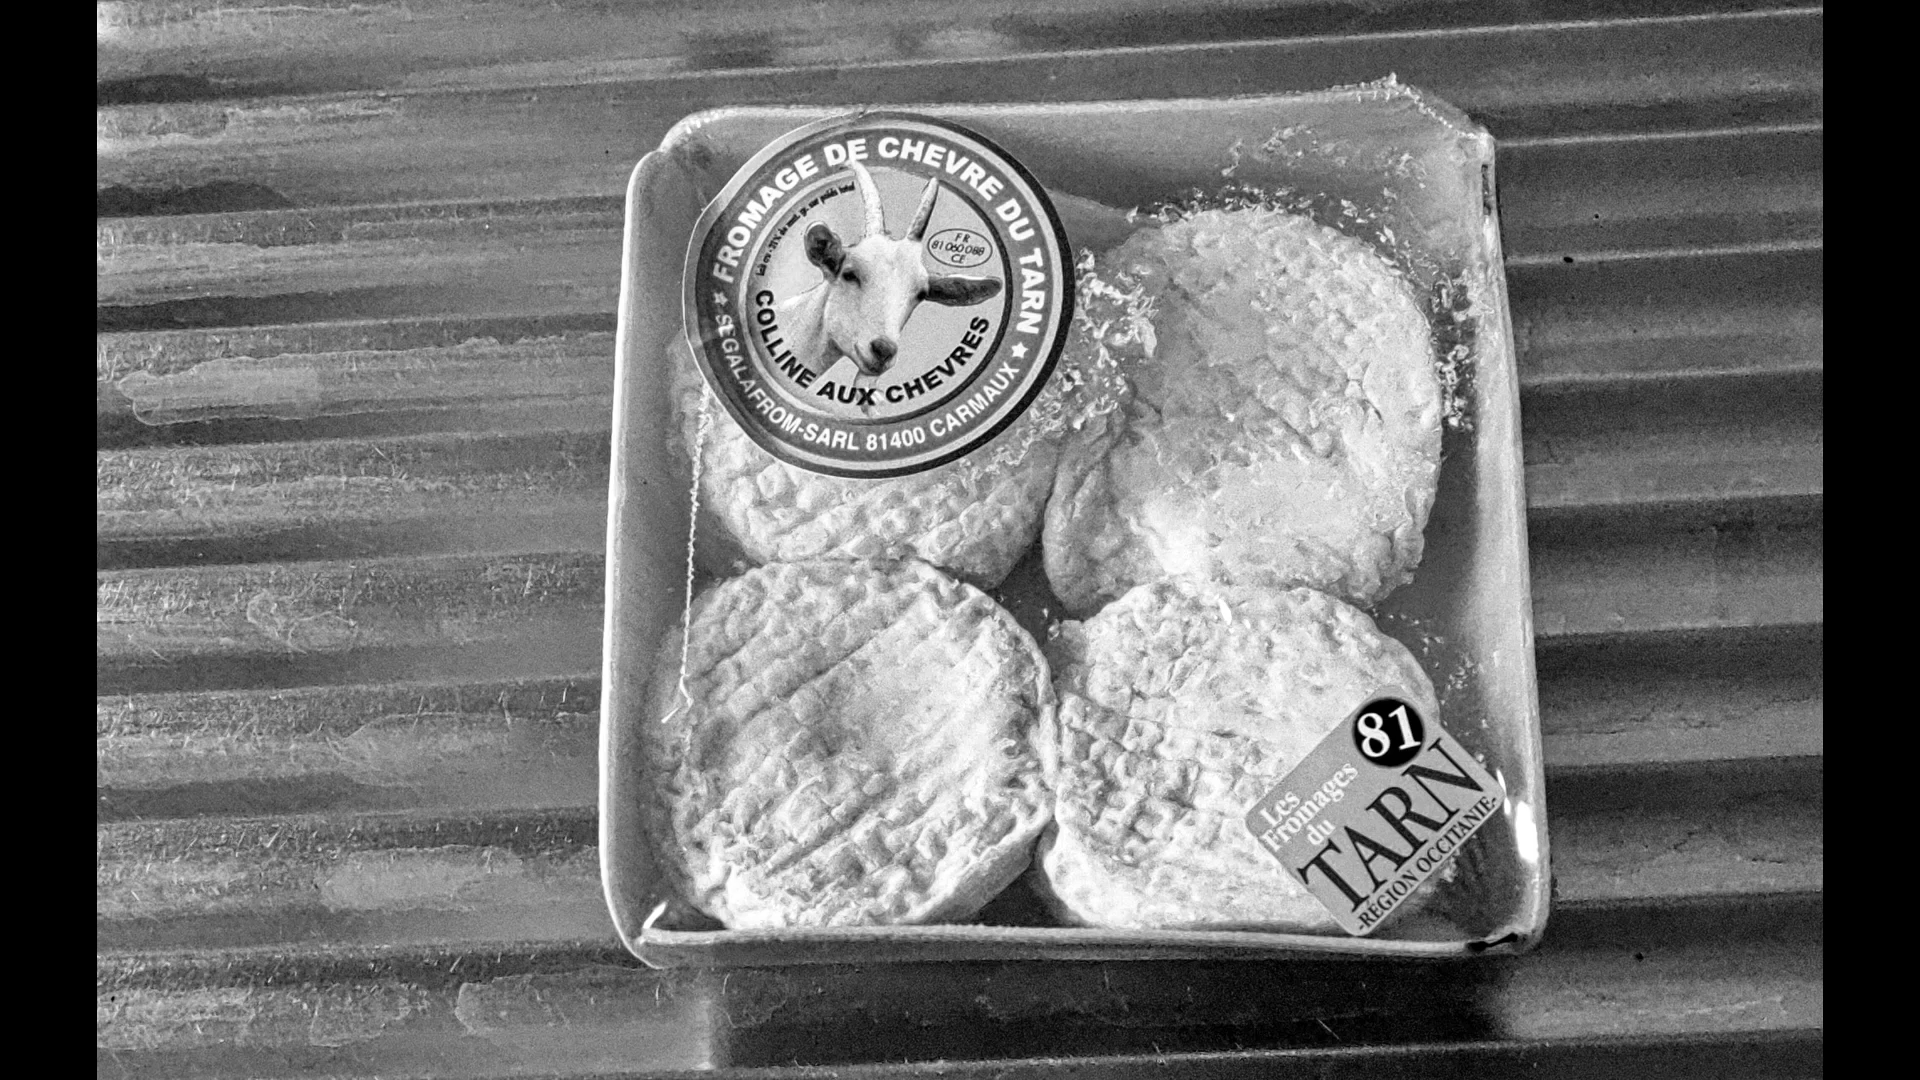 FROMAGE DE CHEVRE DU TARN
FR
81 060 088
CE
COLLINE AUX CHEVRES
SEGALAFROM-SARL 81400 CARMAUX
81
Les
Fromages
du
TARN
-RÉGION OCCITANIE-